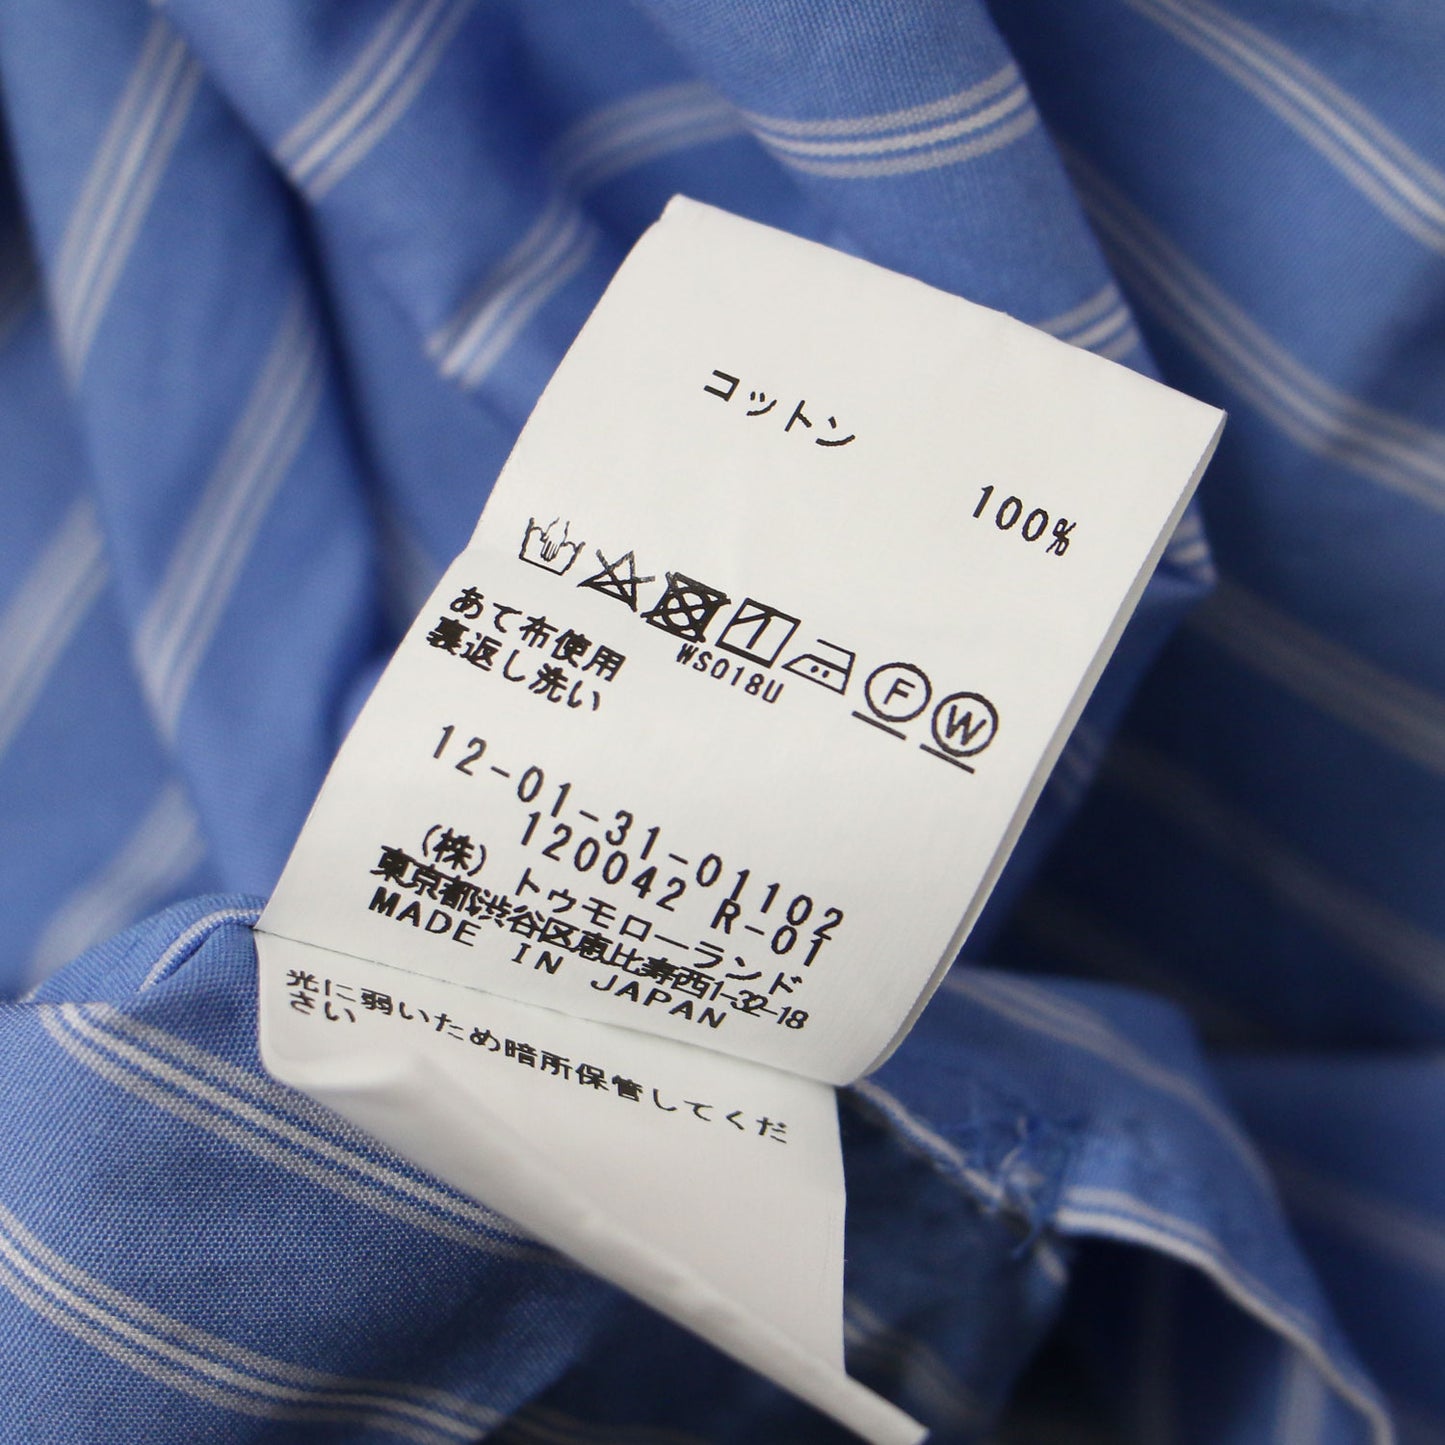 コットン
100%
F W
WS018U
あて布使用
裏返し洗い
12-01-31-01102
120042 R-01
(株) トゥモローランド
東京都渋谷区恵比寿西1-32-18
MADE IN JAPAN
光に弱いため暗所保管してくだ
さい